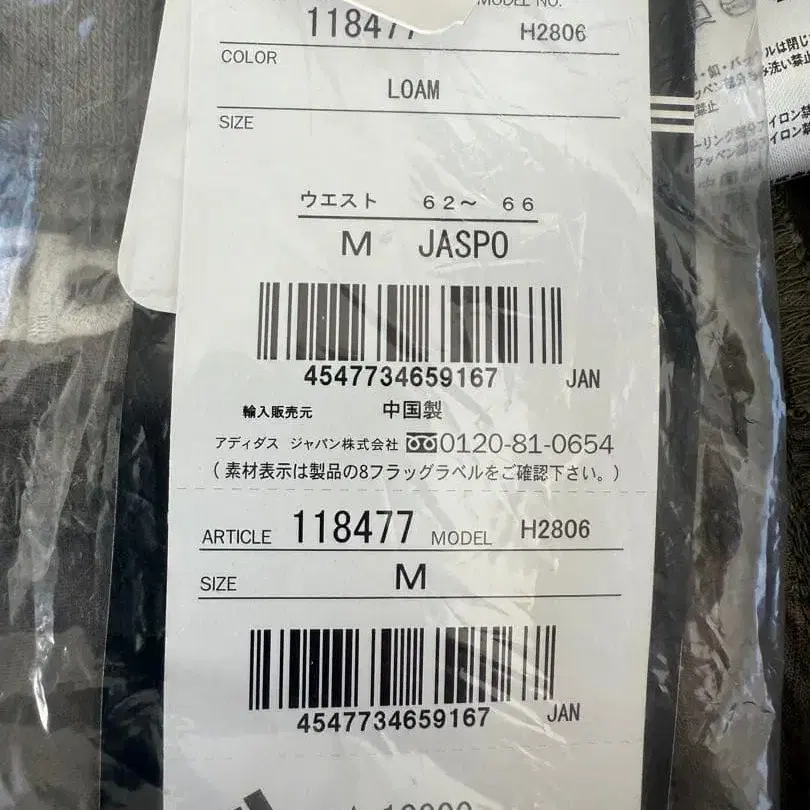 MODEL NO.
118477 H2806
COLOR
LOAM
SIZE
ウエスト 62～ 66
M JASPO
4547734659167 JAN
輸入販売元 中国製
アディダス ジャパン株式会社 0120-81-0654
(素材表示は製品の8フラッグラベルをご確認下さい。)
ARTICLE 118477 MODEL H2806
SIZE M
4547734659167 JAN